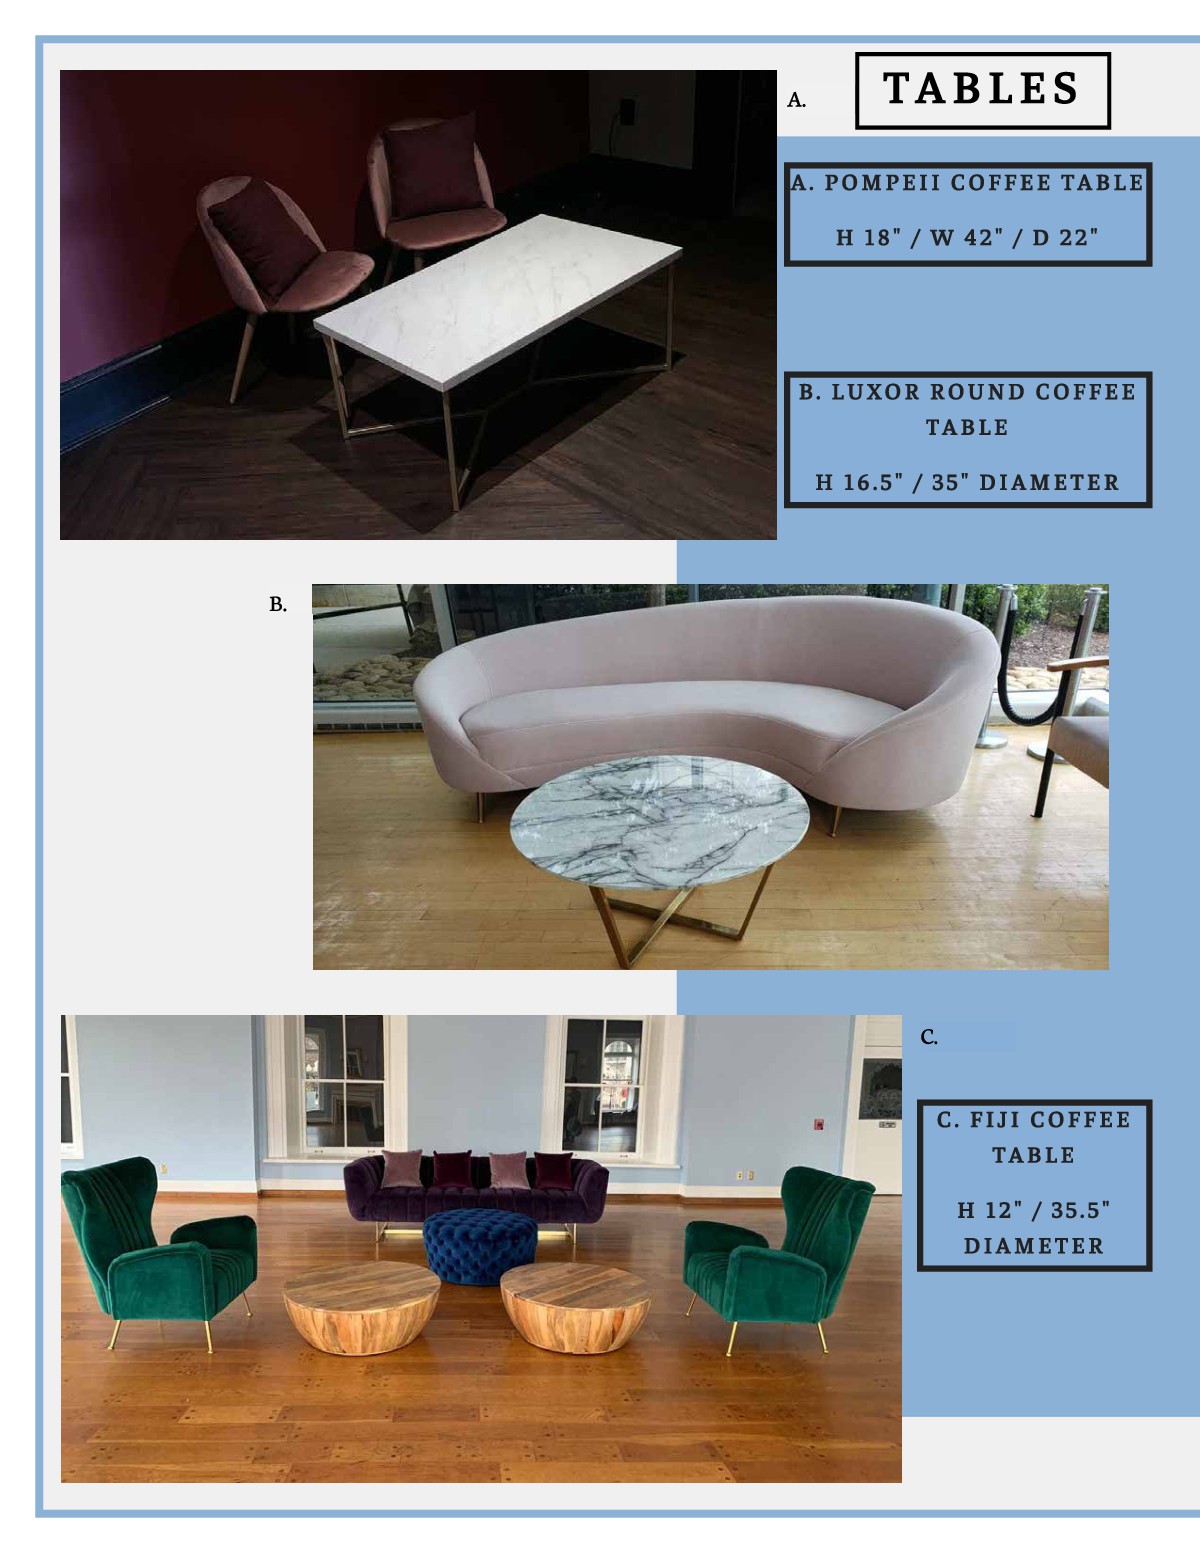 A.
TABLES
A. POMPEII COFFEE TABLE
H 18" / W 42" / D 22"
B. LUXOR ROUND COFFEE
TABLE
H 16.5" / 35" DIAMETER
B.
C.
C. FIJI COFFEE
TABLE
H 12" / 35.5"
DIAMETER